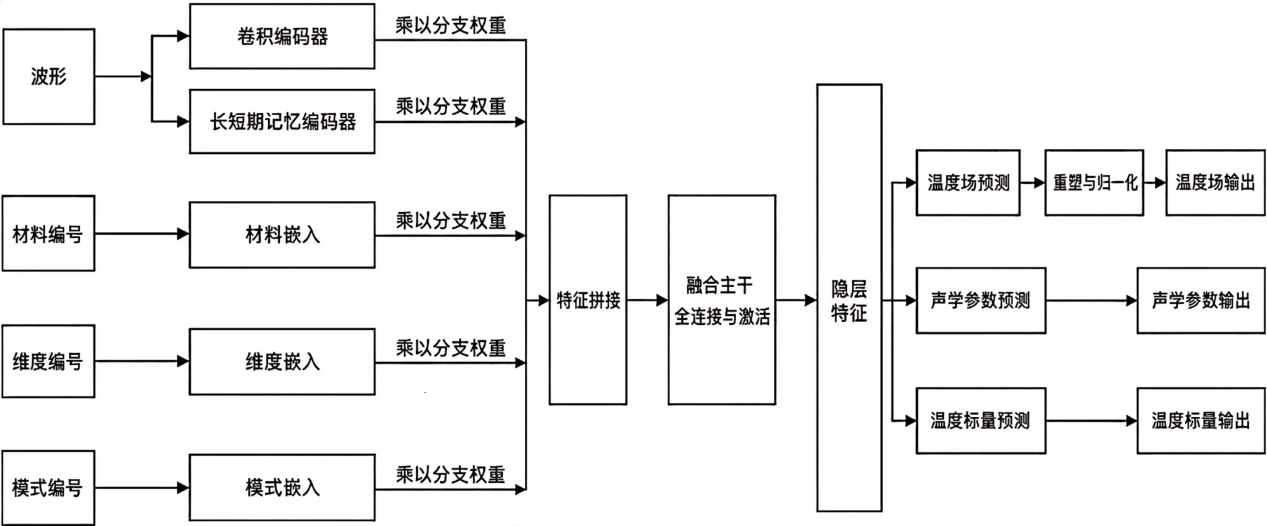 波形
卷积编码器
乘以分支权重
长短期记忆编码器
乘以分支权重
材料编号
材料嵌入
乘以分支权重
维度编号
维度嵌入
乘以分支权重
模式编号
模式嵌入
乘以分支权重
特征拼接
融合主干
全连接与激活
隐层
特征
温度场预测
重塑与归一化
温度场输出
声学参数预测
声学参数输出
温度标量预测
温度标量输出